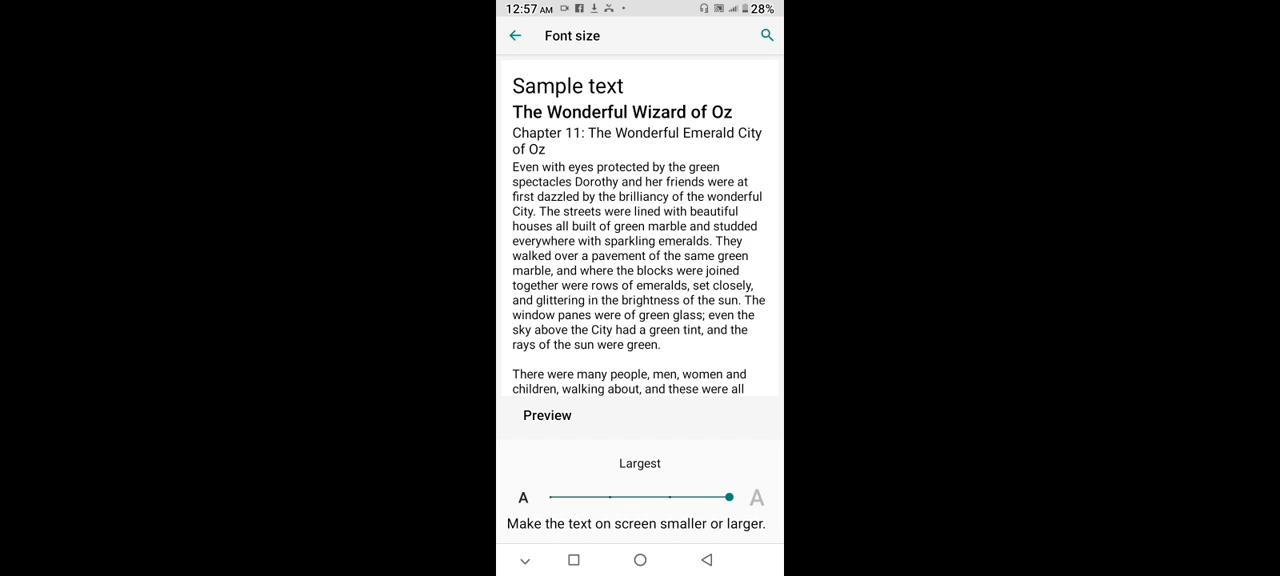 12:57 AM 28%
Font size
Sample text
The Wonderful Wizard of Oz
Chapter 11: The Wonderful Emerald City
of Oz
Even with eyes protected by the green
spectacles Dorothy and her friends were at
first dazzled by the brilliancy of the wonderful
City. The streets were lined with beautiful
houses all built of green marble and studded
everywhere with sparkling emeralds. They
walked over a pavement of the same green
marble, and where the blocks were joined
together were rows of emeralds, set closely,
and glittering in the brightness of the sun. The
window panes were of green glass; even the
sky above the City had a green tint, and the
rays of the sun were green.
There were many people, men, women and
children, walking about, and these were all
Preview
Largest
A A
Make the text on screen smaller or larger.